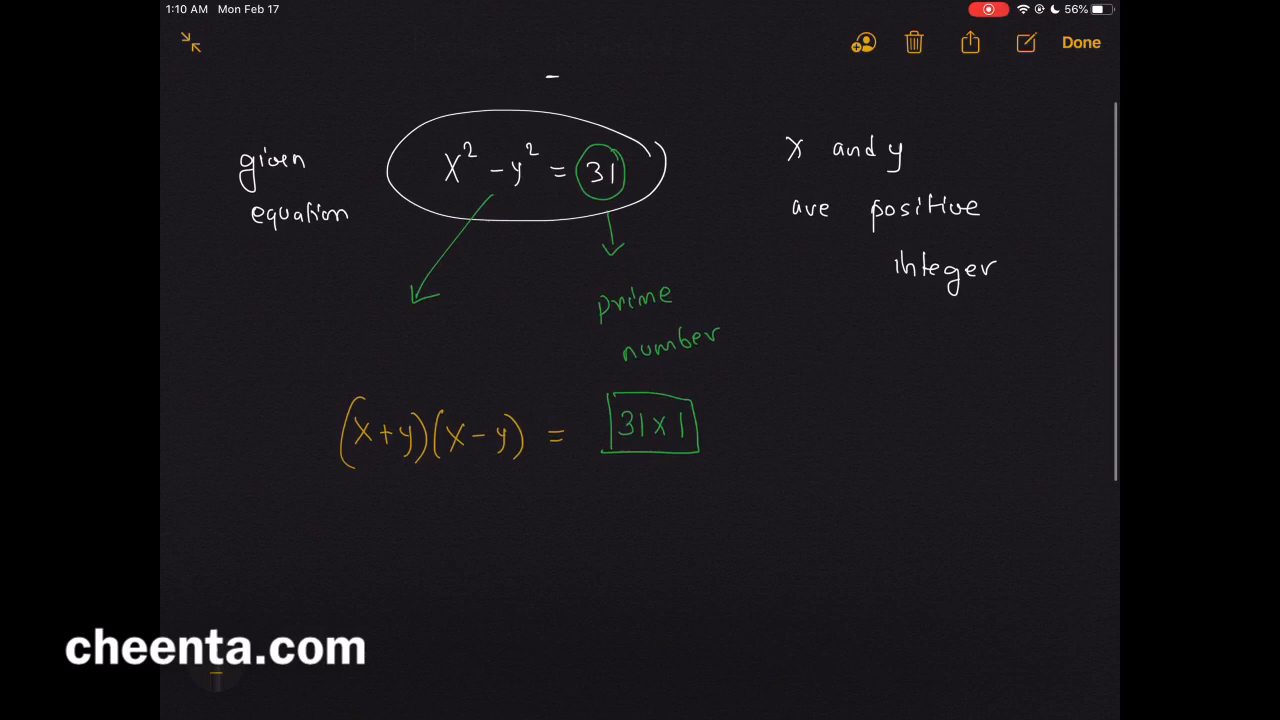 1:10 AM Mon Feb 17
56%
Done
given
equation
x² - y² = 31
x and y
are positive
integer
prime
number
(x+y)(x-y) = 31 x 1
cheenta.com